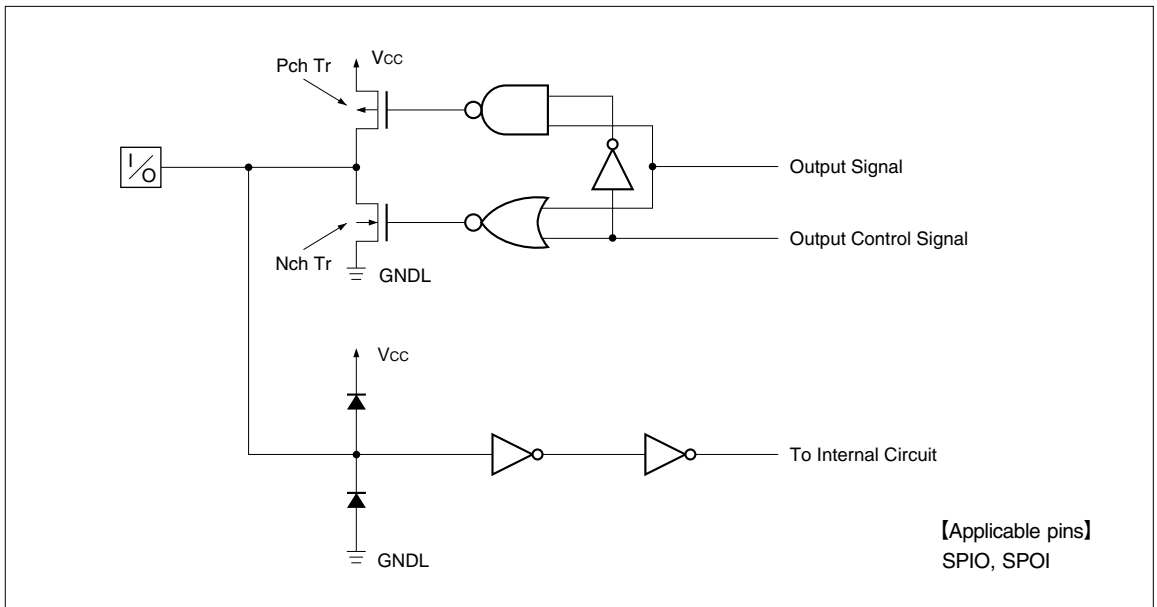 VCC
Pch Tr
I/O
Output Signal
Output Control Signal
Nch Tr
GNDL
VCC
To Internal Circuit
GNDL
【Applicable pins】
SPIO, SPOI